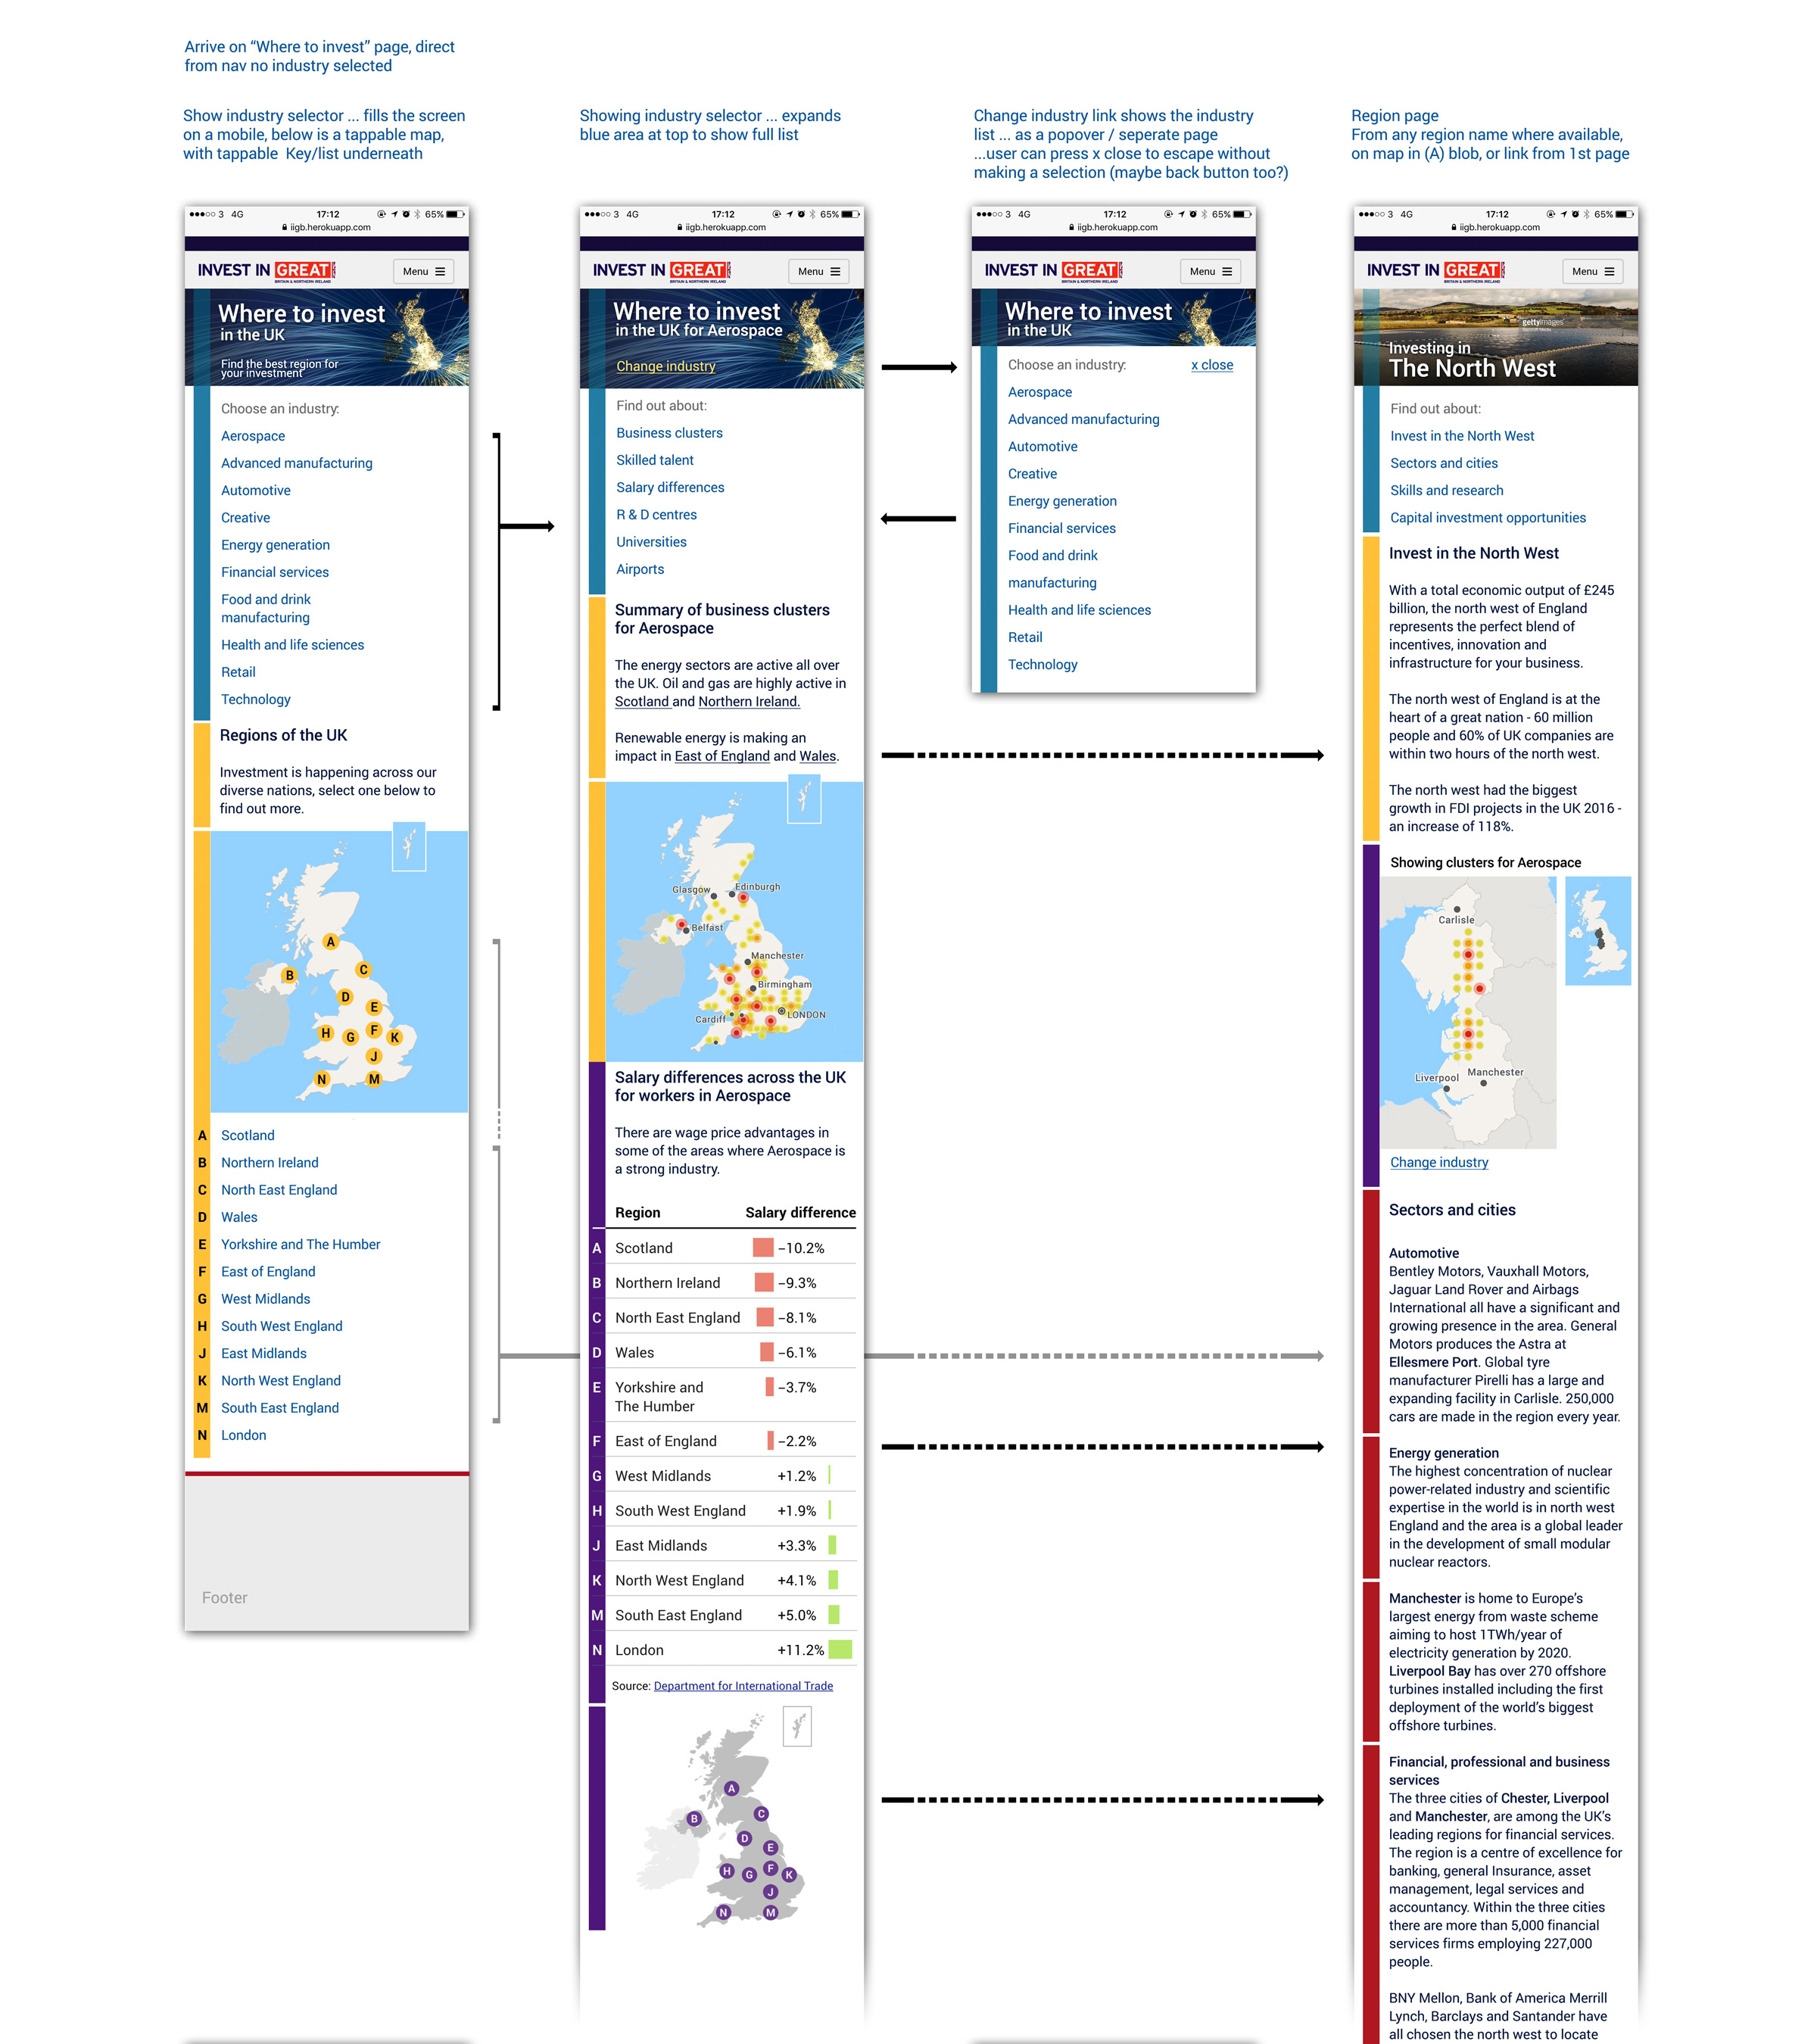 Arrive on “Where to invest” page, direct
from nav no industry selected
Show industry selector ... fills the screen
on a mobile, below is a tappable map,
with tappable  Key/list underneath
3  4G
17:12
65%
iigb.herokuapp.com
INVEST IN GREAT
BRITAIN & NORTHERN IRELAND
Menu
Where to invest
in the UK
Find the best region for
your investment
Choose an industry:
Aerospace
Advanced manufacturing
Automotive
Creative
Energy generation
Financial services
Food and drink
manufacturing
Health and life sciences
Retail
Technology
Regions of the UK
Investment is happening across our
diverse nations, select one below to
find out more.
A
B
C
D
E
H
G
F
K
J
N
M
A Scotland
B Northern Ireland
C North East England
D Wales
E Yorkshire and The Humber
F East of England
G West Midlands
H South West England
J East Midlands
K North West England
M South East England
N London
Footer
Showing industry selector ... expands
blue area at top to show full list
3  4G
17:12
65%
iigb.herokuapp.com
INVEST IN GREAT
BRITAIN & NORTHERN IRELAND
Menu
Where to invest
in the UK for Aerospace
Change industry
Find out about:
Business clusters
Skilled talent
Salary differences
R & D centres
Universities
Airports
Summary of business clusters
for Aerospace
The energy sectors are active all over
the UK. Oil and gas are highly active in
Scotland and Northern Ireland.
Renewable energy is making an
impact in East of England and Wales.
Glasgow
Edinburgh
Belfast
Manchester
Birmingham
Cardiff
LONDON
Salary differences across the UK
for workers in Aerospace
There are wage price advantages in
some of the areas where Aerospace is
a strong industry.
Region Salary difference
A Scotland –10.2%
B Northern Ireland –9.3%
C North East England –8.1%
D Wales –6.1%
E Yorkshire and –3.7%
The Humber
F East of England –2.2%
G West Midlands +1.2%
H South West England +1.9%
J East Midlands +3.3%
K North West England +4.1%
M South East England +5.0%
N London +11.2%
Source: Department for International Trade
A
B
C
D
E
H
G
F
K
J
N
M
Change industry link shows the industry
list ... as a popover / seperate page
...user can press x close to escape without
making a selection (maybe back button too?)
3  4G
17:12
65%
iigb.herokuapp.com
INVEST IN GREAT
BRITAIN & NORTHERN IRELAND
Menu
Where to invest
in the UK
Choose an industry: x close
Aerospace
Advanced manufacturing
Automotive
Creative
Energy generation
Financial services
Food and drink
manufacturing
Health and life sciences
Retail
Technology
Region page
From any region name where available,
on map in (A) blob, or link from 1st page
3  4G
17:12
65%
iigb.herokuapp.com
INVEST IN GREAT
BRITAIN & NORTHERN IRELAND
Menu
gettyimages
Investing in
The North West
Find out about:
Invest in the North West
Sectors and cities
Skills and research
Capital investment opportunities
Invest in the North West
With a total economic output of £245
billion, the north west of England
represents the perfect blend of
incentives, innovation and
infrastructure for your business.
The north west of England is at the
heart of a great nation - 60 million
people and 60% of UK companies are
within two hours of the north west.
The north west had the biggest
growth in FDI projects in the UK 2016 -
an increase of 118%.
Showing clusters for Aerospace
Carlisle
Liverpool
Manchester
Change industry
Sectors and cities
Automotive
Bentley Motors, Vauxhall Motors,
Jaguar Land Rover and Airbags
International all have a significant and
growing presence in the area. General
Motors produces the Astra at
Ellesmere Port. Global tyre
manufacturer Pirelli has a large and
expanding facility in Carlisle. 250,000
cars are made in the region every year.
Energy generation
The highest concentration of nuclear
power-related industry and scientific
expertise in the world is in north west
England and the area is a global leader
in the development of small modular
nuclear reactors.
Manchester is home to Europe’s
largest energy from waste scheme
aiming to host 1TWh/year of
electricity generation by 2020.
Liverpool Bay has over 270 offshore
turbines installed including the first
deployment of the world’s biggest
offshore turbines.
Financial, professional and business
services
The three cities of Chester, Liverpool
and Manchester, are among the UK’s
leading regions for financial services.
The region is a centre of excellence for
banking, general Insurance, asset
management, legal services and
accountancy. Within the three cities
there are more than 5,000 financial
services firms employing 227,000
people.
BNY Mellon, Bank of America Merrill
Lynch, Barclays and Santander have
all chosen the north west to locate